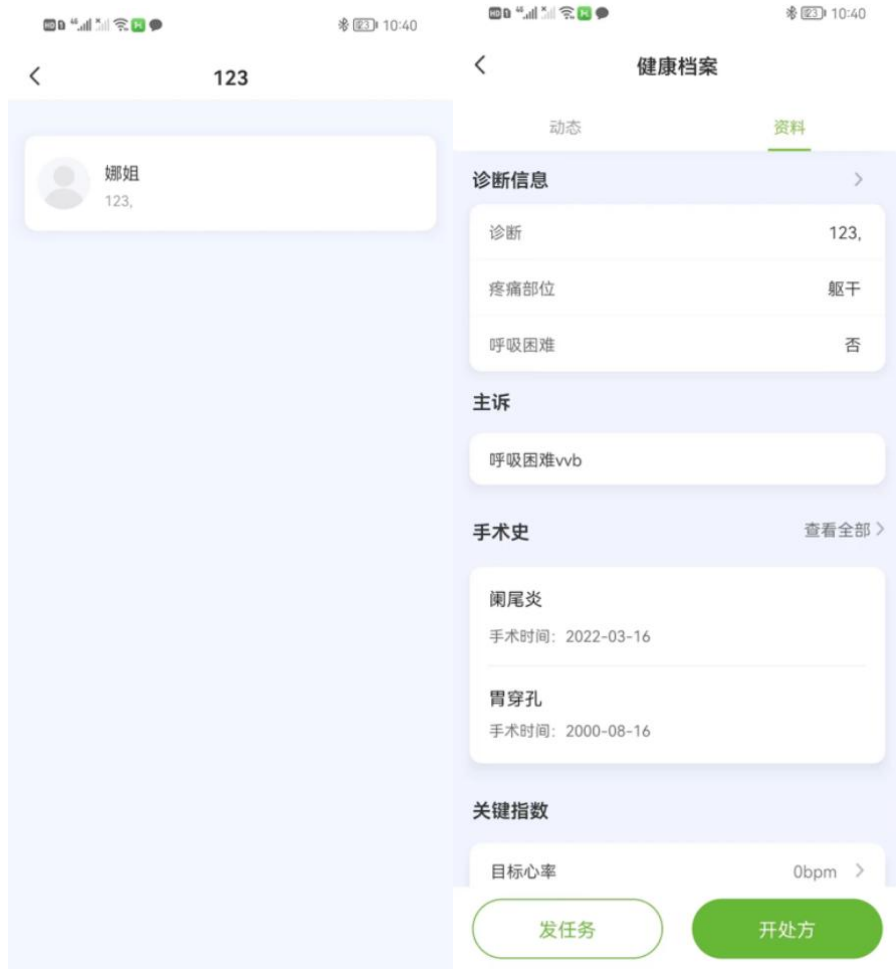 10:40
123
娜姐
123,
10:40
健康档案
动态 资料
诊断信息
诊断 123,
疼痛部位 躯干
呼吸困难 否
主诉
呼吸困难vvb
手术史 查看全部
阑尾炎
手术时间：2022-03-16
胃穿孔
手术时间：2000-08-16
关键指数
目标心率 0bpm
发任务 开处方